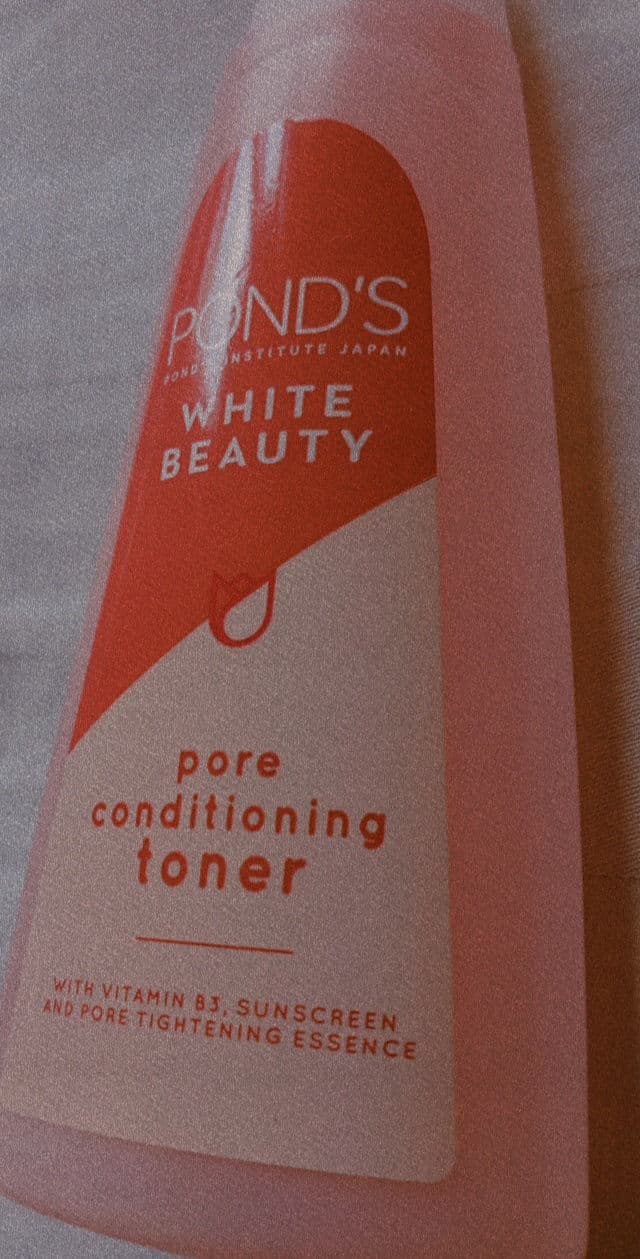 POND'S
POND'S INSTITUTE JAPAN
WHITE
BEAUTY
pore
conditioning
toner
WITH VITAMIN B3, SUNSCREEN
AND PORE TIGHTENING ESSENCE